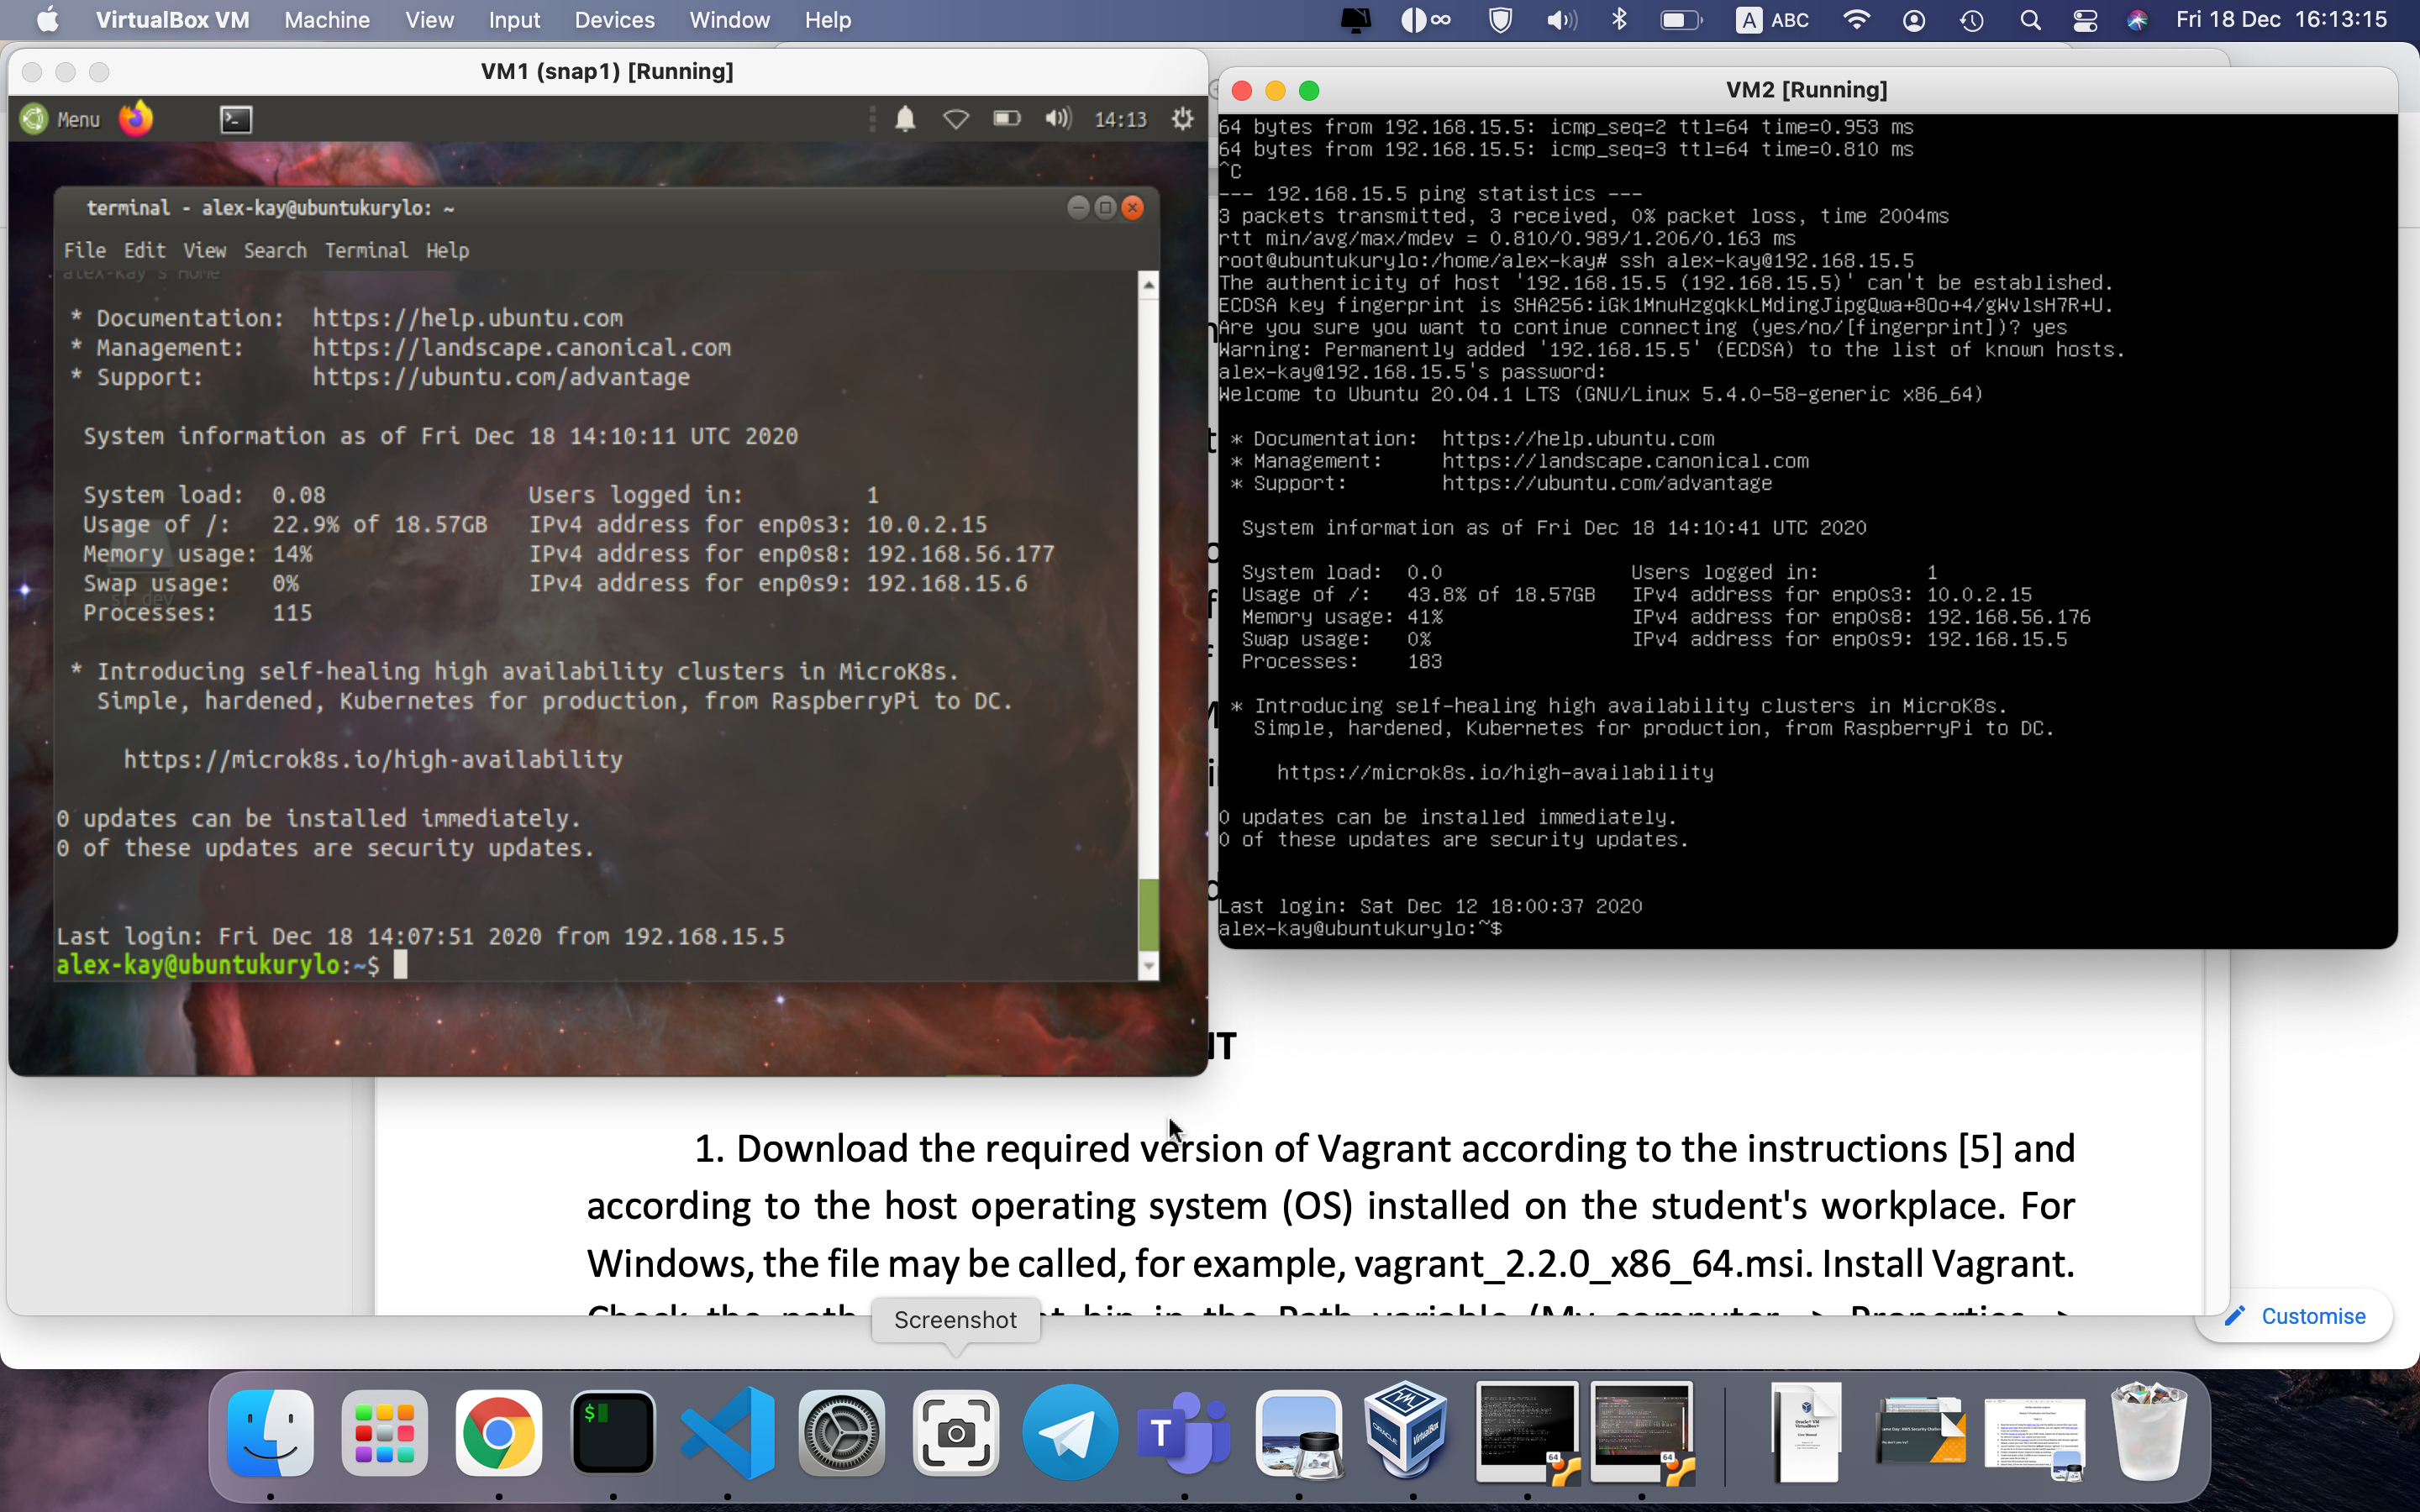 VirtualBox VM Machine View Input Devices Window Help A ABC Fri 18 Dec 16:13:15
VM1 (snap1) [Running]
Menu 14:13
terminal - alex-kay@ubuntukurylo: ~
File Edit View Search Terminal Help
alex-kay's Home
* Documentation: https://help.ubuntu.com
* Management: https://landscape.canonical.com
* Support: https://ubuntu.com/advantage
System information as of Fri Dec 18 14:10:11 UTC 2020
System load: 0.08 Users logged in: 1
Usage of /: 22.9% of 18.57GB IPv4 address for enp0s3: 10.0.2.15
Memory usage: 14% IPv4 address for enp0s8: 192.168.56.177
Swap usage: 0% IPv4 address for enp0s9: 192.168.15.6
Processes: 115
* Introducing self-healing high availability clusters in MicroK8s.
Simple, hardened, Kubernetes for production, from RaspberryPi to DC.
https://microk8s.io/high-availability
0 updates can be installed immediately.
0 of these updates are security updates.
Last login: Fri Dec 18 14:07:51 2020 from 192.168.15.5
alex-kay@ubuntukurylo:~$
VM2 [Running]
64 bytes from 192.168.15.5: icmp_seq=2 ttl=64 time=0.953 ms
64 bytes from 192.168.15.5: icmp_seq=3 ttl=64 time=0.810 ms
^C
--- 192.168.15.5 ping statistics ---
3 packets transmitted, 3 received, 0% packet loss, time 2004ms
rtt min/avg/max/mdev = 0.810/0.989/1.206/0.163 ms
root@ubuntukurylo:/home/alex-kay# ssh alex-kay@192.168.15.5
The authenticity of host '192.168.15.5 (192.168.15.5)' can't be established.
ECDSA key fingerprint is SHA256:iGk1MnuHzgqkkLMdingJipgQwa+8Oo+4/gWvlsH7R+U.
Are you sure you want to continue connecting (yes/no/[fingerprint])? yes
Warning: Permanently added '192.168.15.5' (ECDSA) to the list of known hosts.
alex-kay@192.168.15.5's password:
Welcome to Ubuntu 20.04.1 LTS (GNU/Linux 5.4.0-58-generic x86_64)
* Documentation: https://help.ubuntu.com
* Management: https://landscape.canonical.com
* Support: https://ubuntu.com/advantage
System information as of Fri Dec 18 14:10:41 UTC 2020
System load: 0.0 Users logged in: 1
Usage of /: 43.8% of 18.57GB IPv4 address for enp0s3: 10.0.2.15
Memory usage: 41% IPv4 address for enp0s8: 192.168.56.176
Swap usage: 0% IPv4 address for enp0s9: 192.168.15.5
Processes: 183
* Introducing self-healing high availability clusters in MicroK8s.
Simple, hardened, Kubernetes for production, from RaspberryPi to DC.
https://microk8s.io/high-availability
0 updates can be installed immediately.
0 of these updates are security updates.
Last login: Sat Dec 12 18:00:37 2020
alex-kay@ubuntukurylo:~$
1. Download the required version of Vagrant according to the instructions [5] and
according to the host operating system (OS) installed on the student's workplace. For
Windows, the file may be called, for example, vagrant_2.2.0_x86_64.msi. Install Vagrant.
Check the path bin in the Path variable (My computer -> Properties ->
Customise
Screenshot